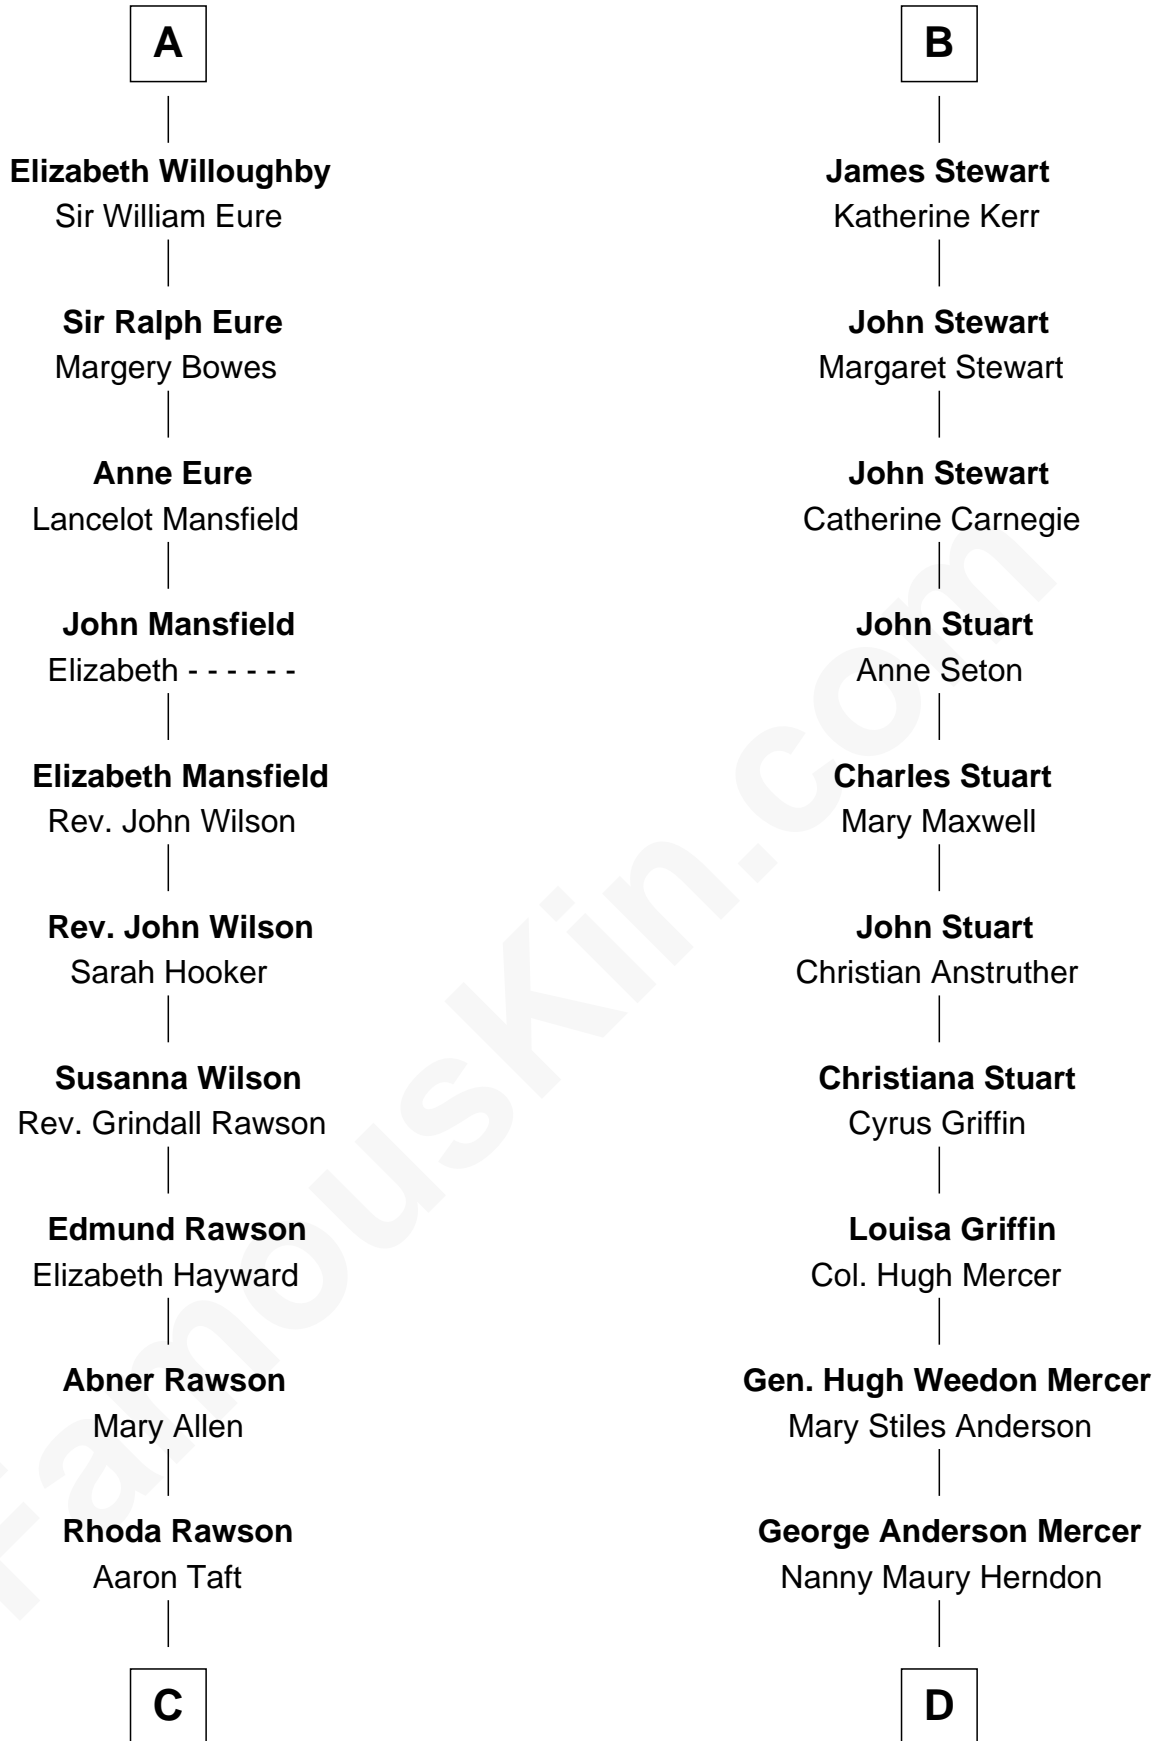 A
Elizabeth Willoughby
Sir William Eure
Sir Ralph Eure
Margery Bowes
Anne Eure
Lancelot Mansfield
John Mansfield
Elizabeth - - - - - -
Elizabeth Mansfield
Rev. John Wilson
Rev. John Wilson
Sarah Hooker
Susanna Wilson
Rev. Grindall Rawson
Edmund Rawson
Elizabeth Hayward
Abner Rawson
Mary Allen
Rhoda Rawson
Aaron Taft
C
B
James Stewart
Katherine Kerr
John Stewart
Margaret Stewart
John Stewart
Catherine Carnegie
John Stuart
Anne Seton
Charles Stuart
Mary Maxwell
John Stuart
Christian Anstruther
Christiana Stuart
Cyrus Griffin
Louisa Griffin
Col. Hugh Mercer
Gen. Hugh Weedon Mercer
Mary Stiles Anderson
George Anderson Mercer
Nanny Maury Herndon
D
FamousKin.com